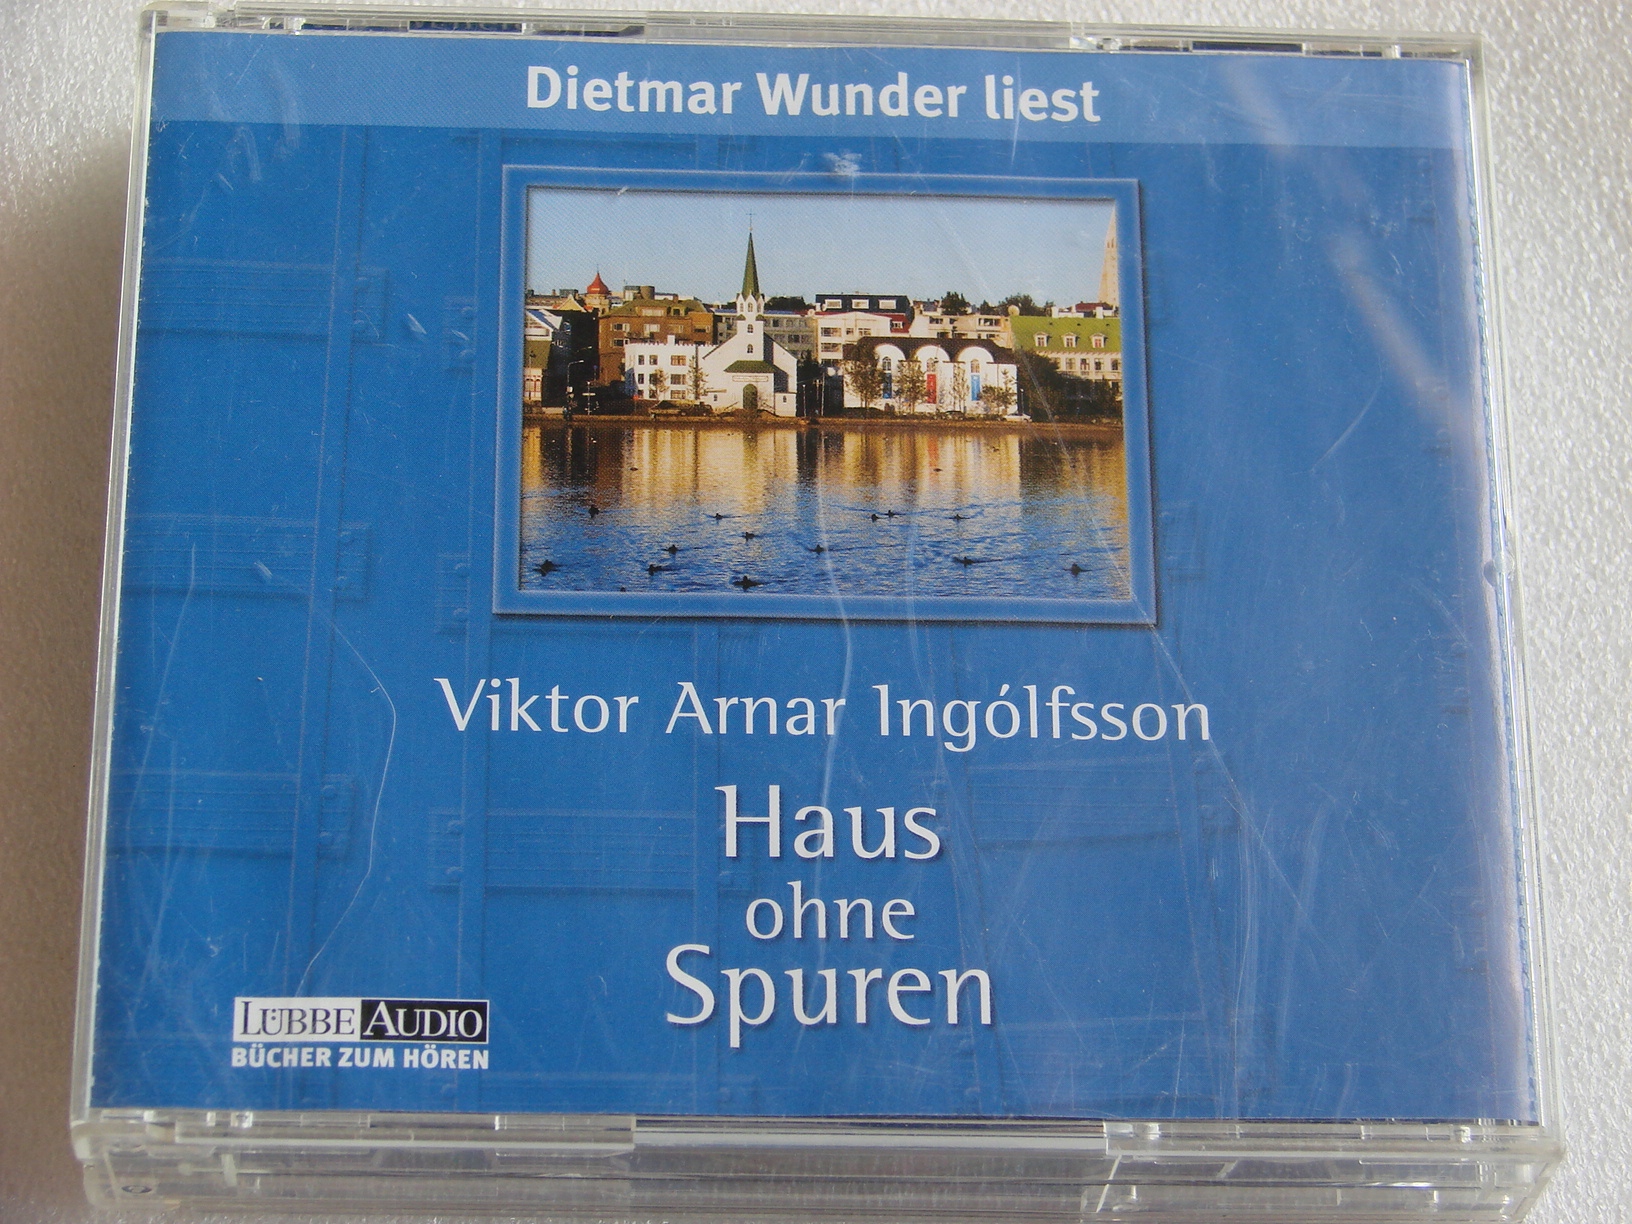 Dietmar Wunder liest
Viktor Arnar Ingólfsson
Haus
ohne
Spuren
LÜBBE AUDIO
BÜCHER ZUM HÖREN